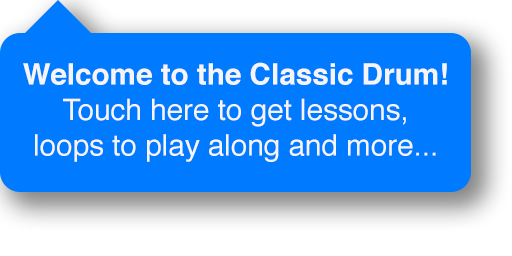 Welcome to the Classic Drum!
Touch here to get lessons,
loops to play along and more...